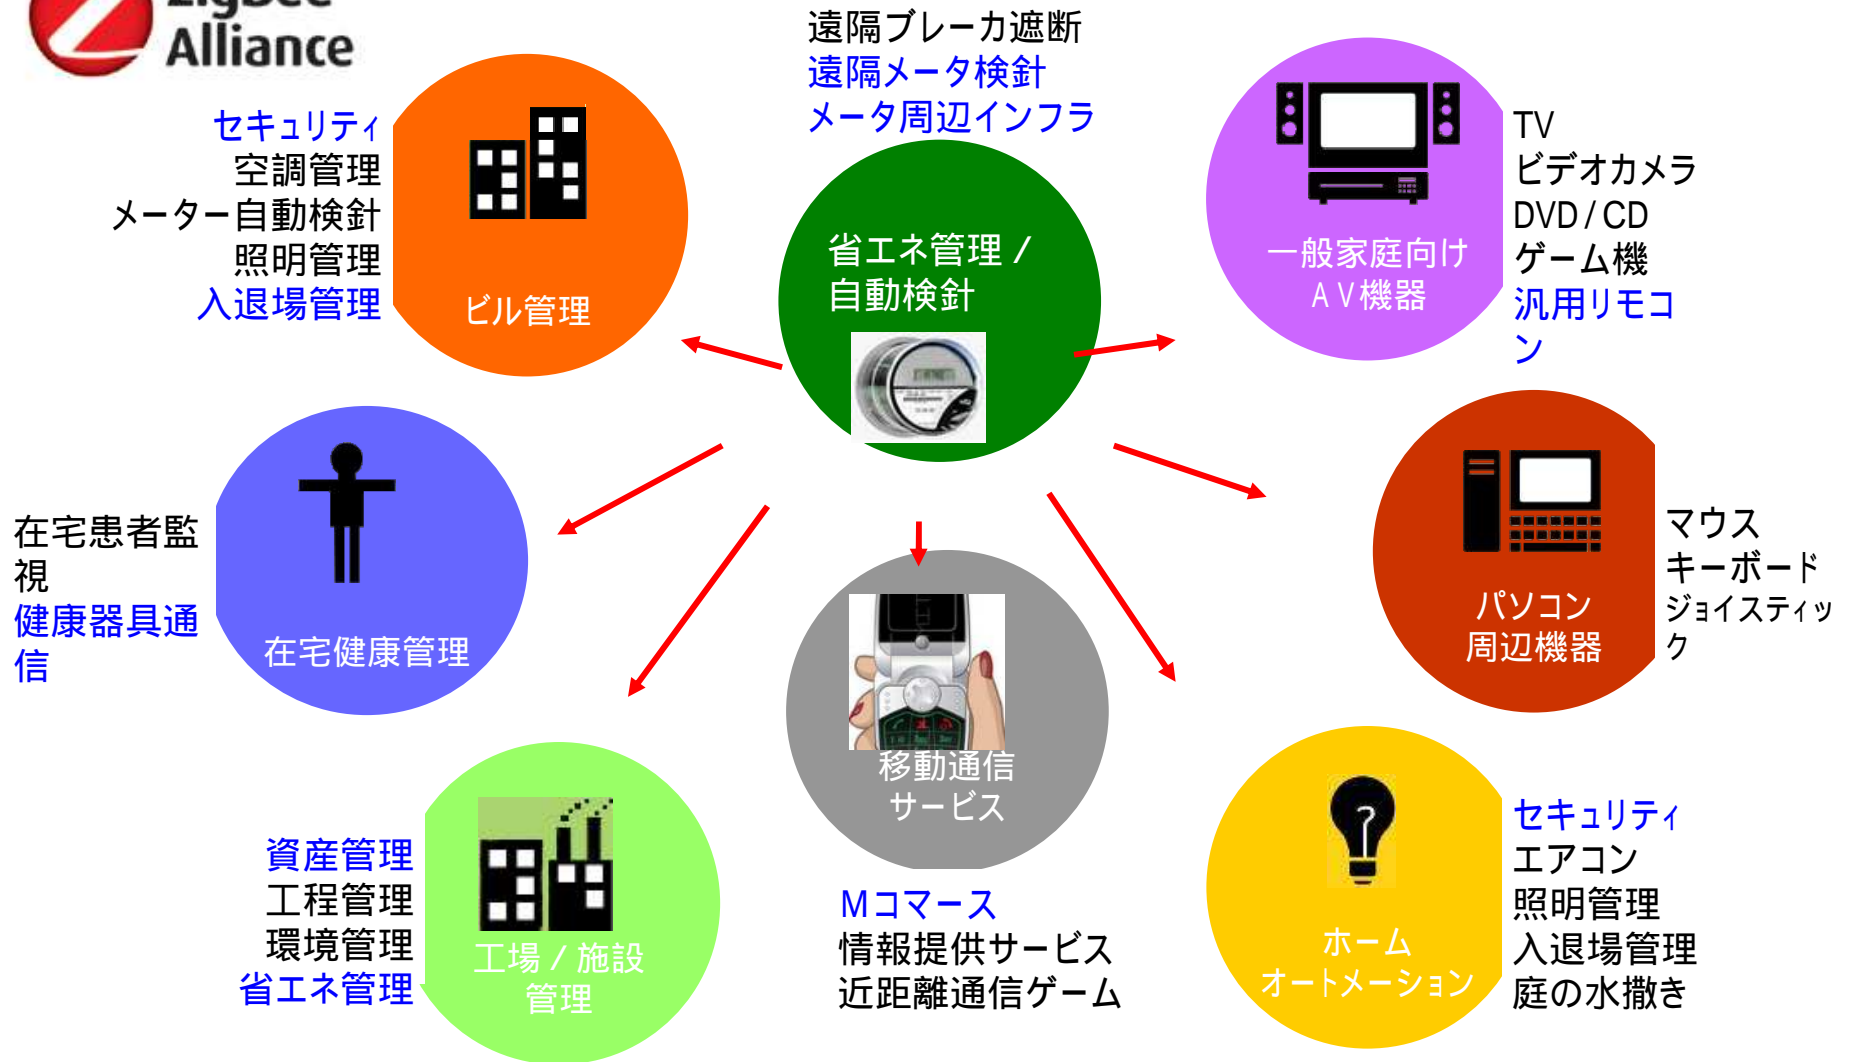 ZigBee
Alliance
遠隔ブレーカ遮断
遠隔メータ検針
メータ周辺インフラ
セキュリティ
空調管理
メーター自動検針
照明管理
入退場管理
ビル管理
省エネ管理／
自動検針
一般家庭向け
ＡＶ機器
TV
ビデオカメラ
DVD/CD
ゲーム機
汎用リモコ
ン
在宅患者監
視
健康器具通
信
在宅健康管理
パソコン
周辺機器
マウス
キーボード
ジョイスティッ
ク
移動通信
サービス
資産管理
工程管理
環境管理
省エネ管理
工場／施設
管理
Ｍコマース
情報提供サービス
近距離通信ゲーム
?
ホーム
オートメーション
セキュリティ
エアコン
照明管理
入退場管理
庭の水撒き